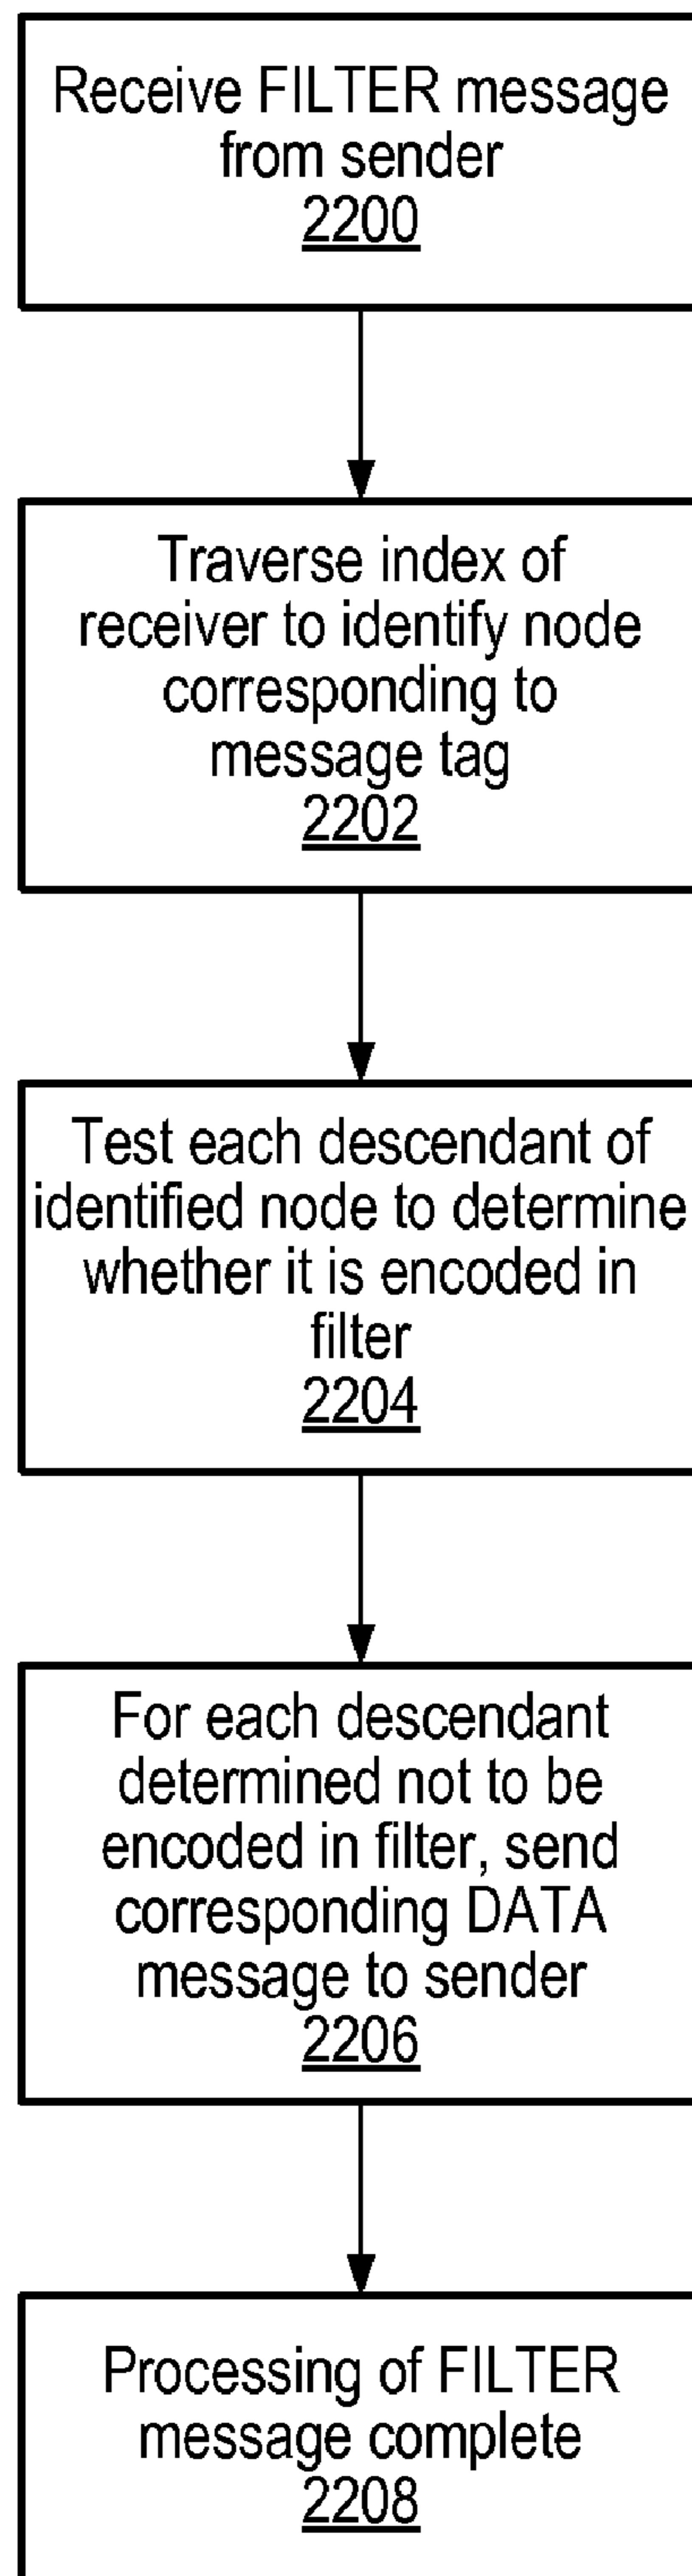 Receive FILTER message
from sender
2200
Traverse index of
receiver to identify node
corresponding to
message tag
2202
Test each descendant of
identified node to determine
whether it is encoded in
filter
2204
For each descendant
determined not to be
encoded in filter, send
corresponding DATA
message to sender
2206
Processing of FILTER
message complete
2208